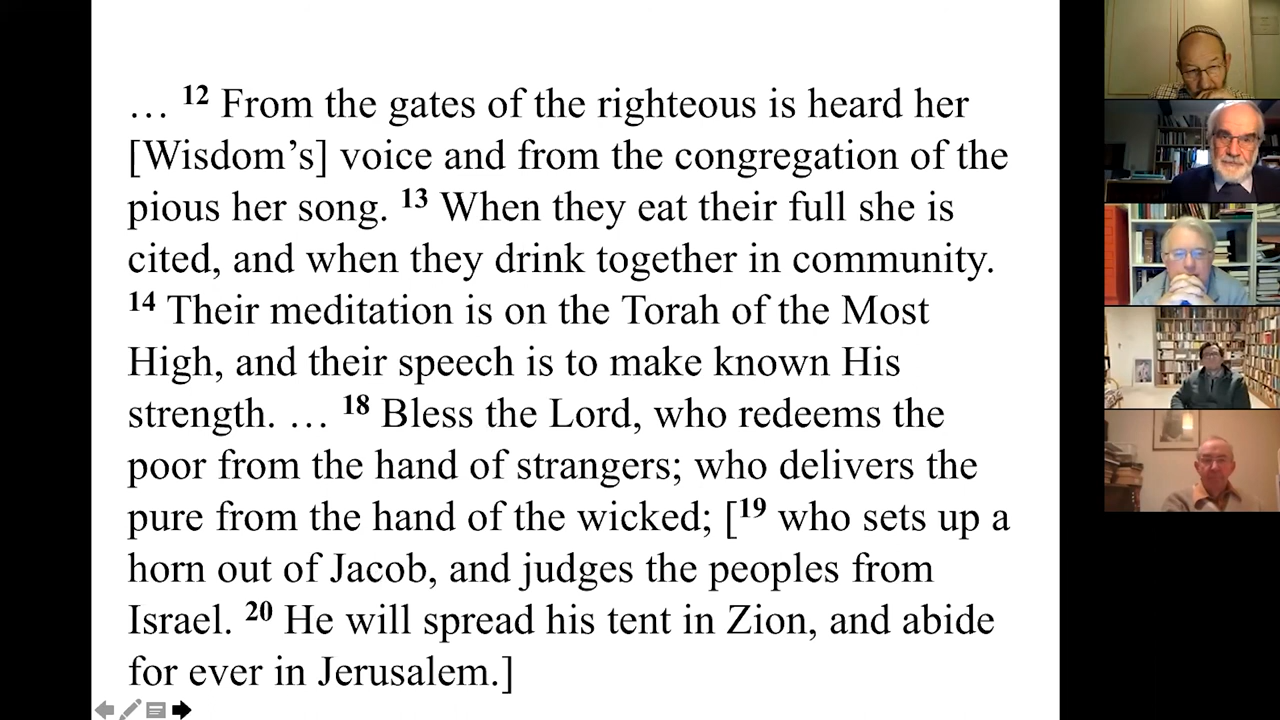 … 12 From the gates of the righteous is heard her
[Wisdom’s] voice and from the congregation of the
pious her song. 13 When they eat their full she is
cited, and when they drink together in community.
14 Their meditation is on the Torah of the Most
High, and their speech is to make known His
strength. … 18 Bless the Lord, who redeems the
poor from the hand of strangers; who delivers the
pure from the hand of the wicked; [19 who sets up a
horn out of Jacob, and judges the peoples from
Israel. 20 He will spread his tent in Zion, and abide
for ever in Jerusalem.]